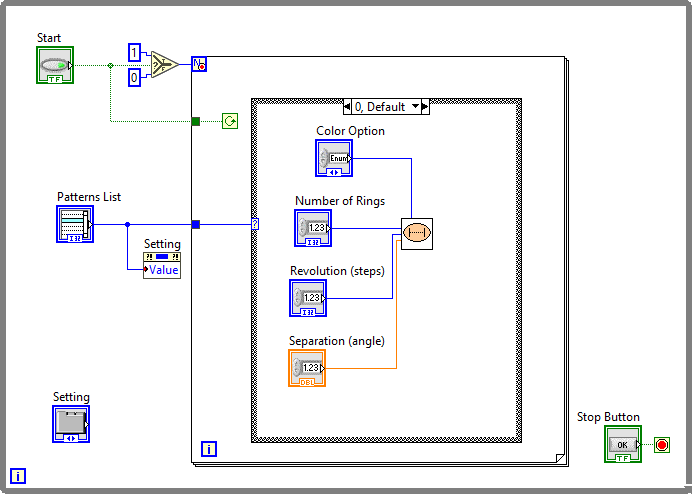 Start
TF
1
0
?
T
F
N
0, Default
Color Option
Enum
Patterns List
I32
Number of Rings
1.23
I32
?
Setting
?! ?!
Value
Revolution (steps)
1.23
I32
Separation (angle)
1.23
DBL
Setting
Stop Button
OK
TF
i
i